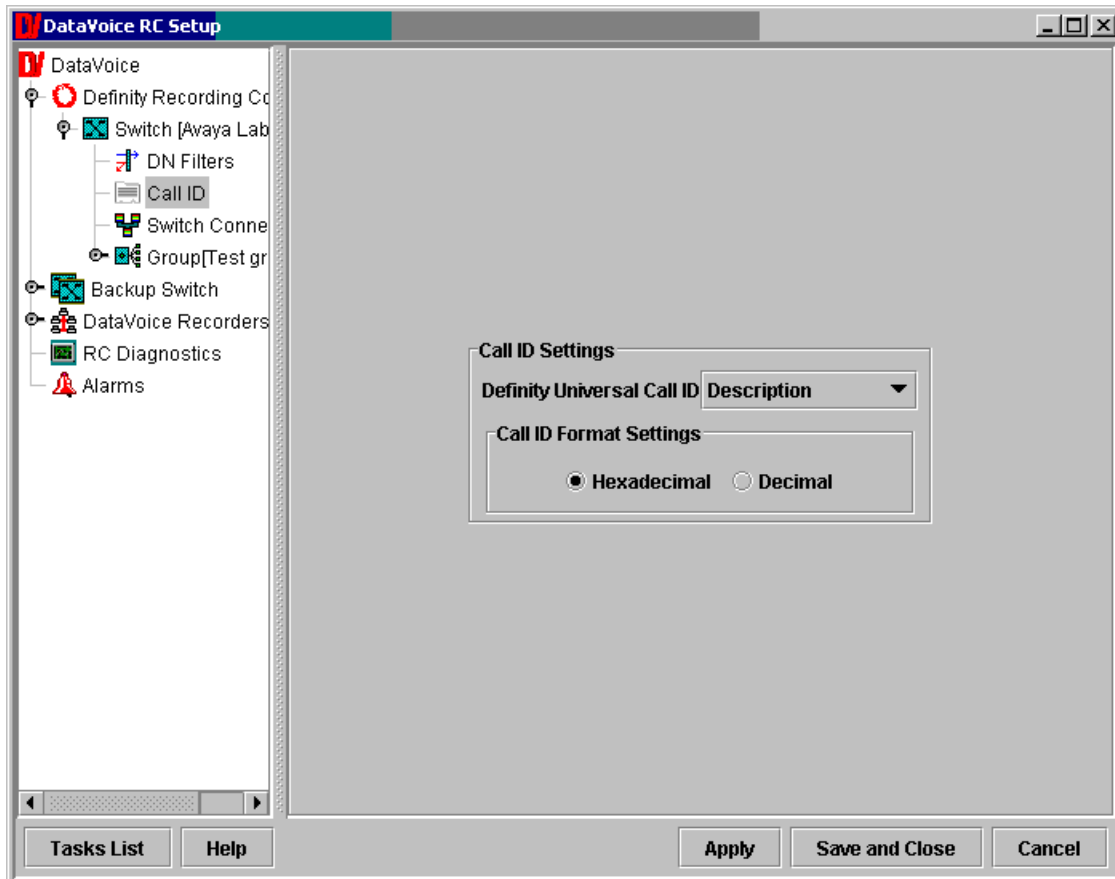 DataVoice RC Setup
DataVoice
Definity Recording Co
Switch [Avaya Lab
DN Filters
Call ID
Switch Conne
Group[Test gr
Backup Switch
DataVoice Recorders
RC Diagnostics
Alarms
Call ID Settings
Definity Universal Call ID Description
Call ID Format Settings
Hexadecimal Decimal
Tasks List Help Apply Save and Close Cancel